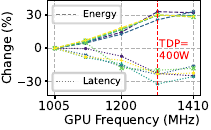 Change (%)
30
0
−30
Energy
TDP=
400W
Latency
1005
1200
1410
GPU Frequency (MHz)